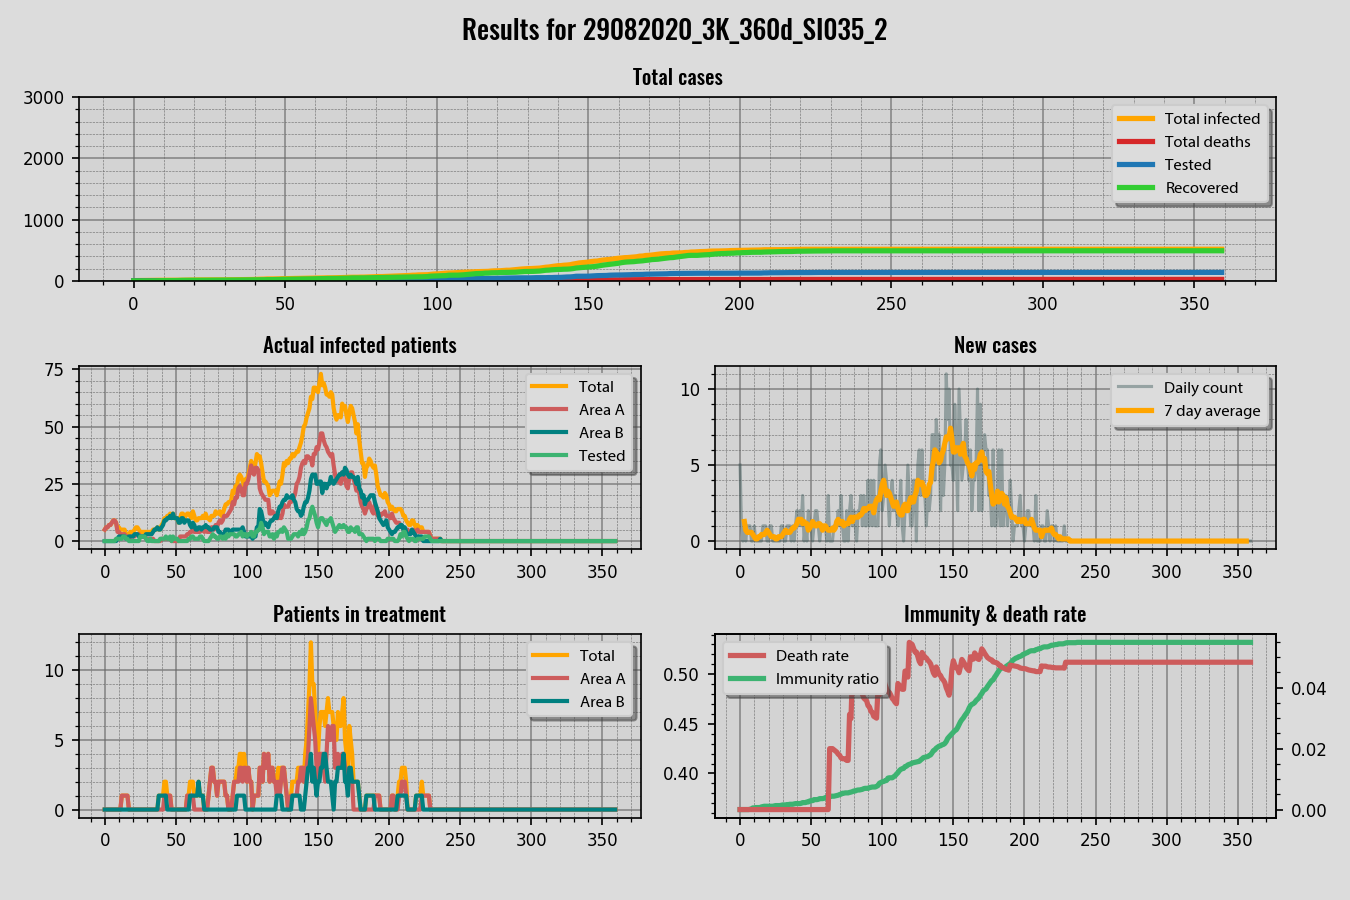 Results for 29082020_3K_360d_SI035_2
Total cases
3000
2000
1000
0
Total infected
Total deaths
Tested
Recovered
0 50 100 150 200 250 300 350
Actual infected patients
75
50
25
0
Total
Area A
Area B
Tested
0 50 100 150 200 250 300 350
New cases
10
5
0
Daily count
7 day average
0 50 100 150 200 250 300 350
Patients in treatment
10
5
0
Total
Area A
Area B
0 50 100 150 200 250 300 350
Immunity & death rate
0.50
0.45
0.40
Death rate
Immunity ratio
0.04
0.02
0.00
0 50 100 150 200 250 300 350